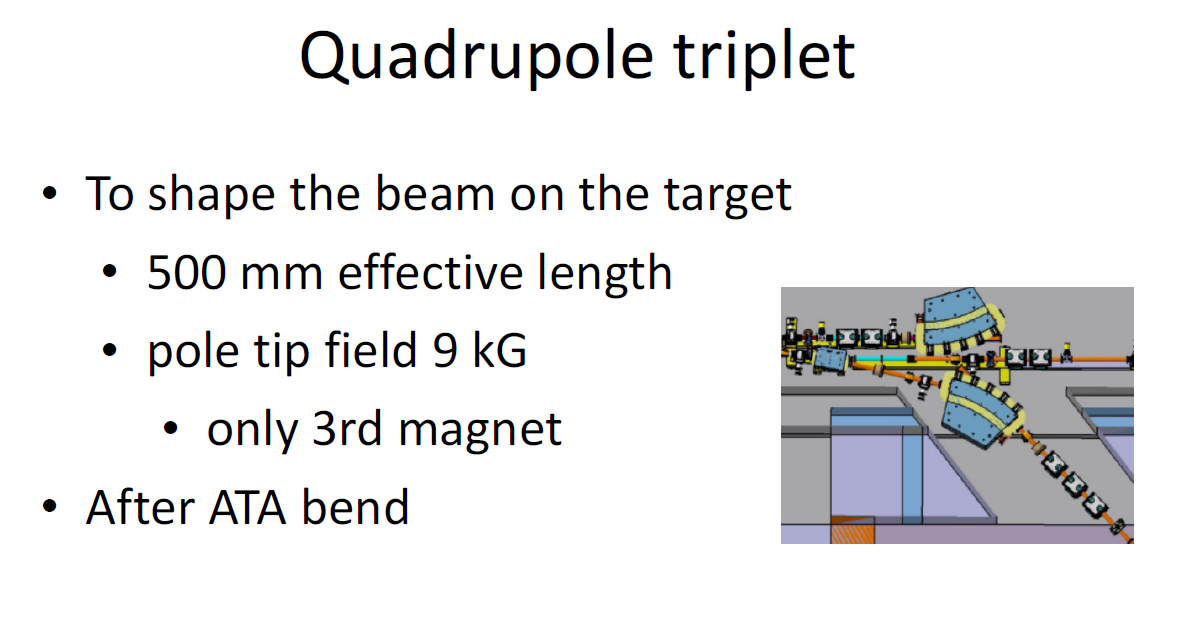 Quadrupole triplet
• To shape the beam on the target
• 500 mm effective length
• pole tip field 9 kG
• only 3rd magnet
• After ATA bend